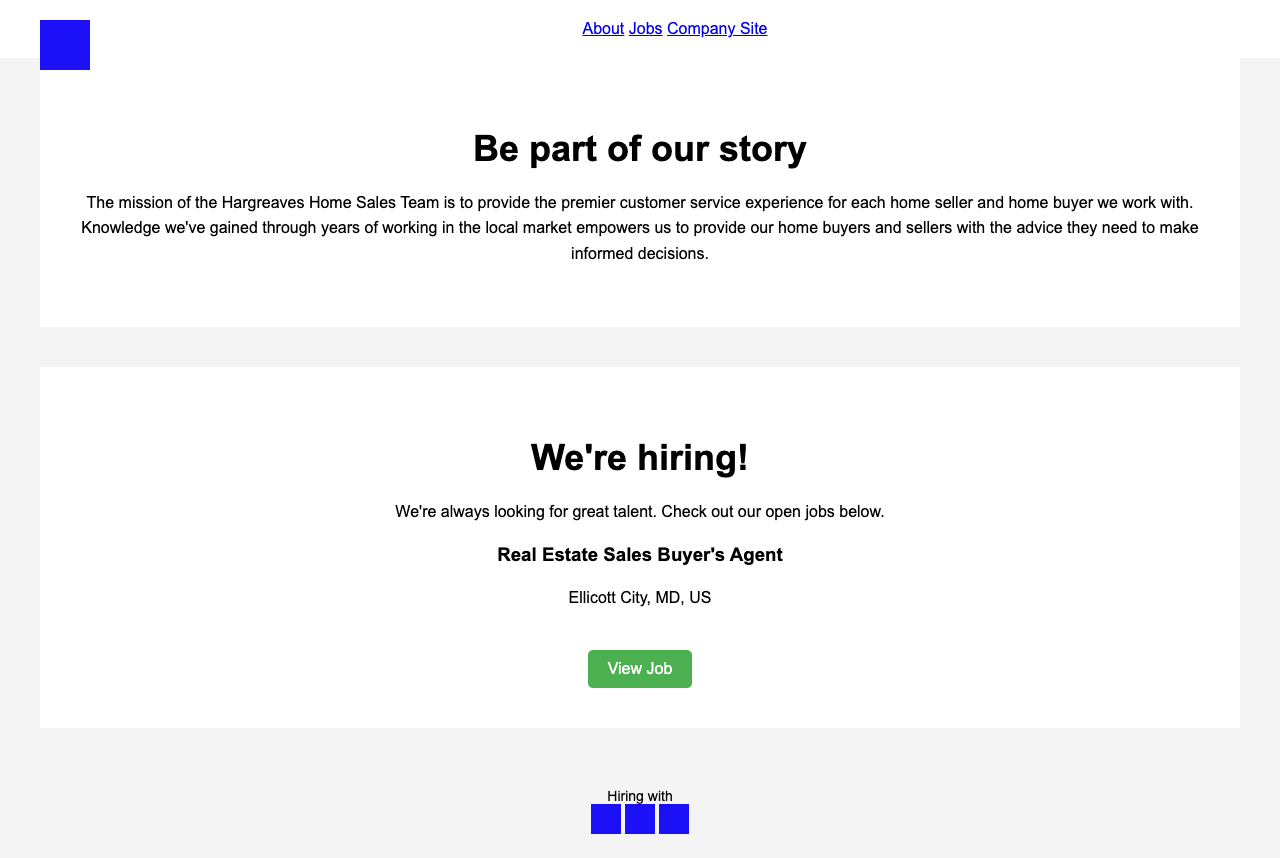 About Jobs Company Site
Be part of our story
The mission of the Hargreaves Home Sales Team is to provide the premier customer service experience for each home seller and home buyer we work with.
Knowledge we've gained through years of working in the local market empowers us to provide our home buyers and sellers with the advice they need to make
informed decisions.
We're hiring!
We're always looking for great talent. Check out our open jobs below.
Real Estate Sales Buyer's Agent
Ellicott City, MD, US
View Job
Hiring with